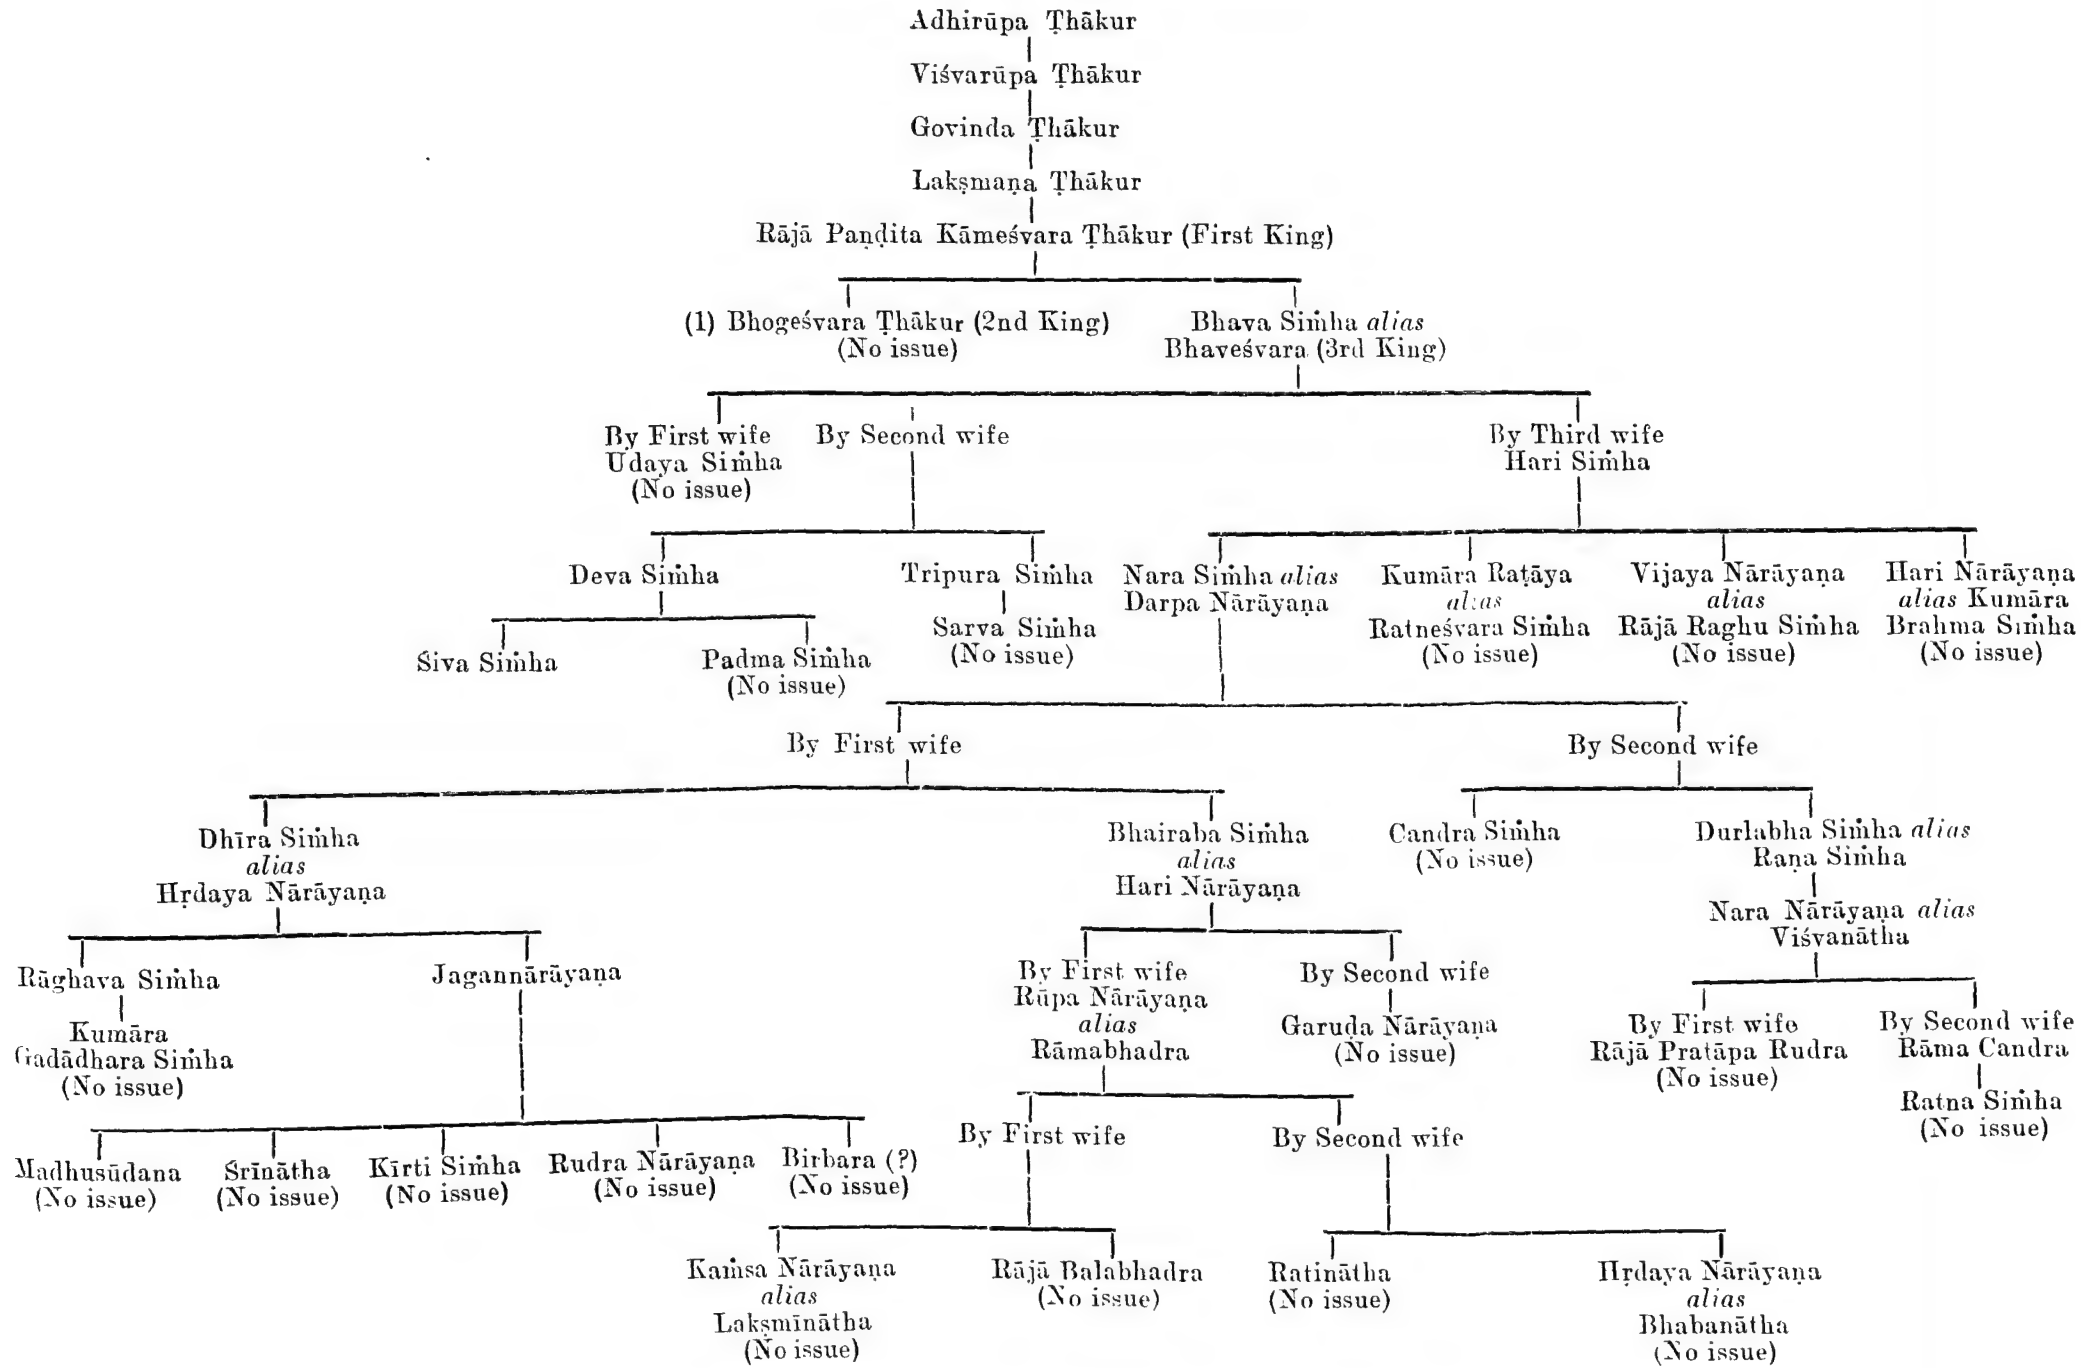 Adhirūpa Ṭhākur
Viśvarūpa Ṭhākur
Govinda Ṭhākur
Lakṣmaṇa Ṭhākur
Rājā Paṇḍita Kāmeśvara Ṭhākur (First King)
(1) Bhogeśvara Ṭhākur (2nd King)
(No issue)
Bhava Siṁha alias
Bhaveśvara (3rd King)
By First wife
Udaya Siṁha
(No issue)
By Second wife
By Third wife
Hari Siṁha
Deva Siṁha
Tripura Siṁha
Nara Siṁha alias
Darpa Nārāyaṇa
Kumāra Raṭāya
alias
Ratneśvara Siṁha
(No issue)
Vijaya Nārāyaṇa
alias
Rājā Raghu Siṁha
(No issue)
Hari Nārāyaṇa
alias Kumāra
Brahma Sımha
(No issue)
Śiva Siṁha
Padma Siṁha
(No issue)
Sarva Siṁha
(No issue)
By First wife
By Second wife
Dhīra Siṁha
alias
Hṛdaya Nārāyaṇa
Bhairaba Siṁha
alias
Hari Nārāyaṇa
Candra Siṁha
(No issue)
Durlabha Siṁha alias
Raṇa Siṁha
Nara Nārāyaṇa alias
Viśvanātha
Rāghava Siṁha
Jagannārāyaṇa
By First wife
Rūpa Nārāyaṇa
alias
Rāmabhadra
By Second wife
Garuḍa Nārāyaṇa
(No issue)
By First wife
Rājā Pratāpa Rudra
(No issue)
By Second wife
Rāma Candra
Ratna Siṁha
(No issue)
Kumāra
Gadādhara Siṁha
(No issue)
By First wife
By Second wife
Madhusūdana
(No issue)
Śrīnātha
(No issue)
Kīrti Siṁha
(No issue)
Rudra Nārāyaṇa
(No issue)
Birbara (?)
(No issue)
Kaṁsa Nārāyaṇa
alias
Lakṣmīnātha
(No issue)
Rājā Balabhadra
(No issue)
Ratinātha
(No issue)
Hṛdaya Nārāyaṇa
alias
Bhabanātha
(No issue)